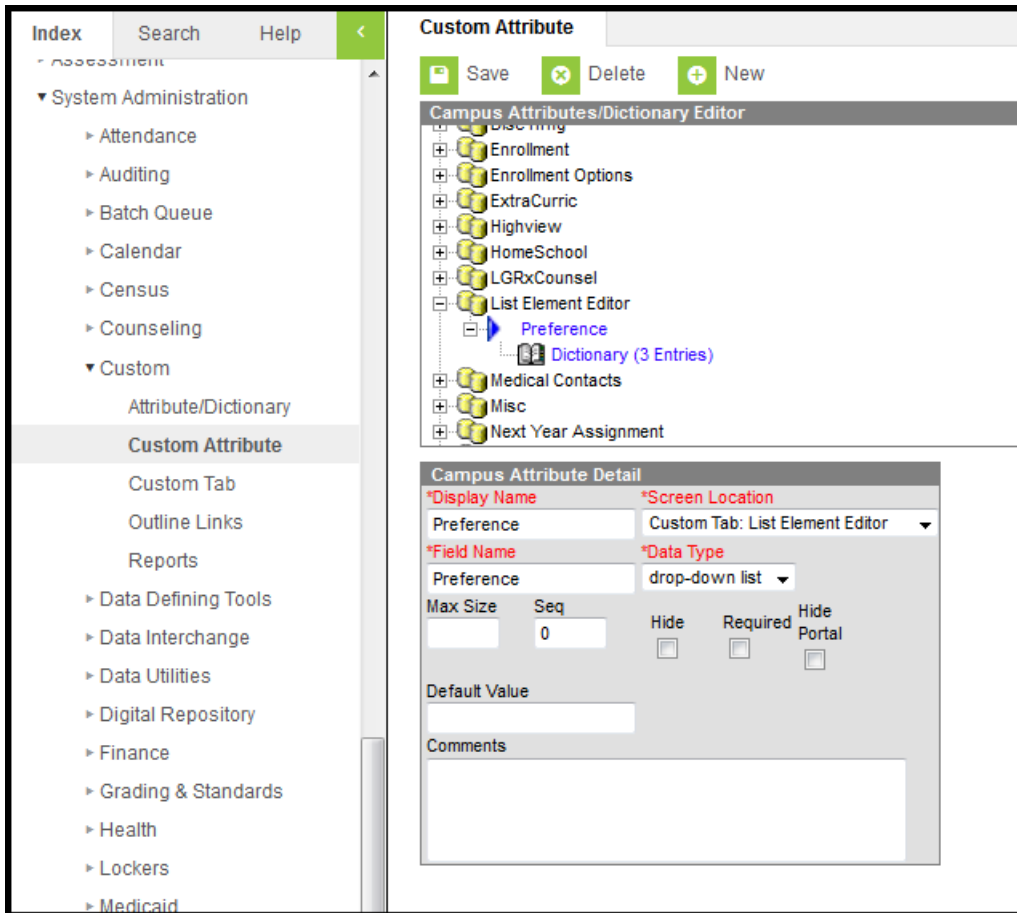 Index Search Help
Assessment
System Administration
Attendance
Auditing
Batch Queue
Calendar
Census
Counseling
Custom
Attribute/Dictionary
Custom Attribute
Custom Tab
Outline Links
Reports
Data Defining Tools
Data Interchange
Data Utilities
Digital Repository
Finance
Grading & Standards
Health
Lockers
Medicaid
Custom Attribute
Save Delete New
Campus Attributes/Dictionary Editor
Enrollment
Enrollment Options
ExtraCurric
Highview
HomeSchool
LGRxCounsel
List Element Editor
Preference
Dictionary (3 Entries)
Medical Contacts
Misc
Next Year Assignment
Campus Attribute Detail
*Display Name *Screen Location
Preference Custom Tab: List Element Editor
*Field Name *Data Type
Preference drop-down list
Max Size Seq Hide Required Hide Portal
0
Default Value
Comments